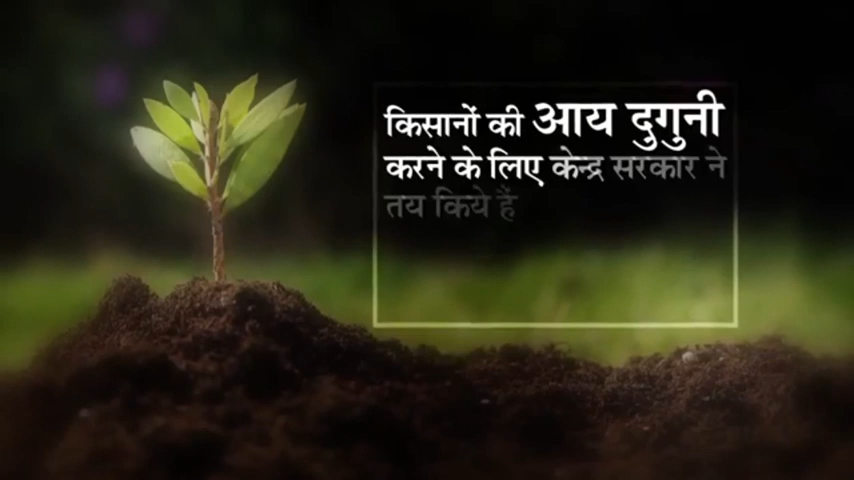 किसानों की आय दुगुनी
करने के लिए केन्द्र सरकार ने
तय किये हैं